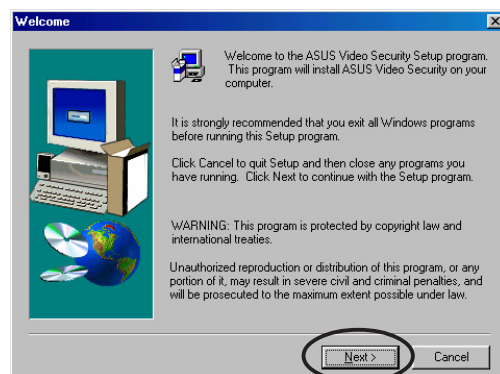 Welcome
Welcome to the ASUS Video Security Setup program.
This program will install ASUS Video Security on your
computer.
It is strongly recommended that you exit all Windows programs
before running this Setup program.
Click Cancel to quit Setup and then close any programs you
have running. Click Next to continue with the Setup program.
WARNING: This program is protected by copyright law and
international treaties.
Unauthorized reproduction or distribution of this program, or any
portion of it, may result in severe civil and criminal penalties, and
will be prosecuted to the maximum extent possible under law.
Next >
Cancel